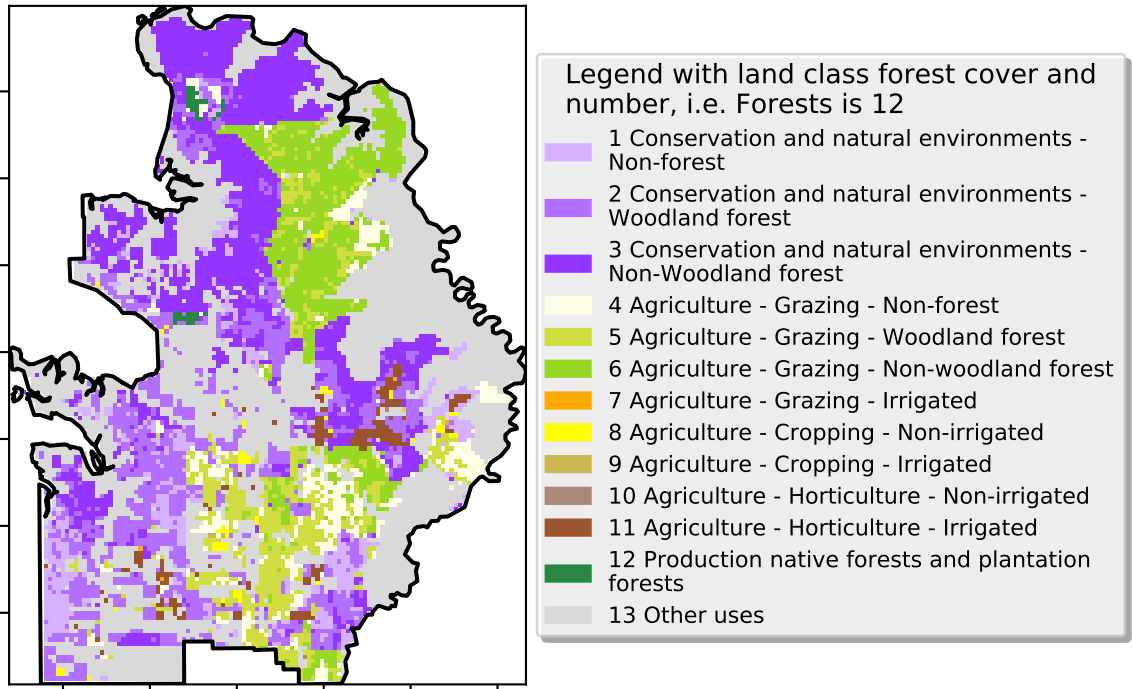 Legend with land class forest cover and
number, i.e. Forests is 12
1 Conservation and natural environments -
Non-forest
2 Conservation and natural environments -
Woodland forest
3 Conservation and natural environments -
Non-Woodland forest
4 Agriculture - Grazing - Non-forest
5 Agriculture - Grazing - Woodland forest
6 Agriculture - Grazing - Non-woodland forest
7 Agriculture - Grazing - Irrigated
8 Agriculture - Cropping - Non-irrigated
9 Agriculture - Cropping - Irrigated
10 Agriculture - Horticulture - Non-irrigated
11 Agriculture - Horticulture - Irrigated
12 Production native forests and plantation
forests
13 Other uses